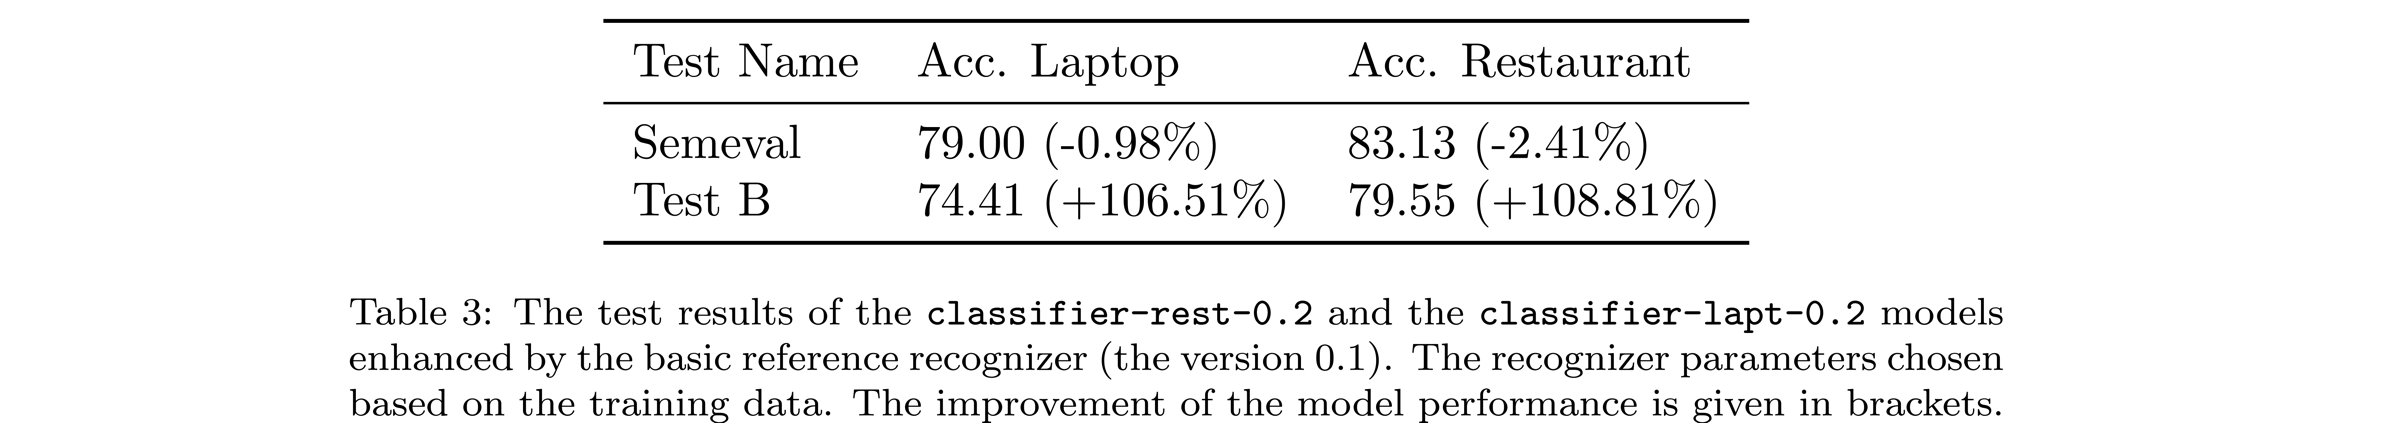 Test Name Acc. Laptop Acc. Restaurant
Semeval 79.00 (-0.98%) 83.13 (-2.41%)
Test B 74.41 (+106.51%) 79.55 (+108.81%)
Table 3: The test results of the classifier-rest-0.2 and the classifier-lapt-0.2 models
enhanced by the basic reference recognizer (the version 0.1). The recognizer parameters chosen
based on the training data. The improvement of the model performance is given in brackets.